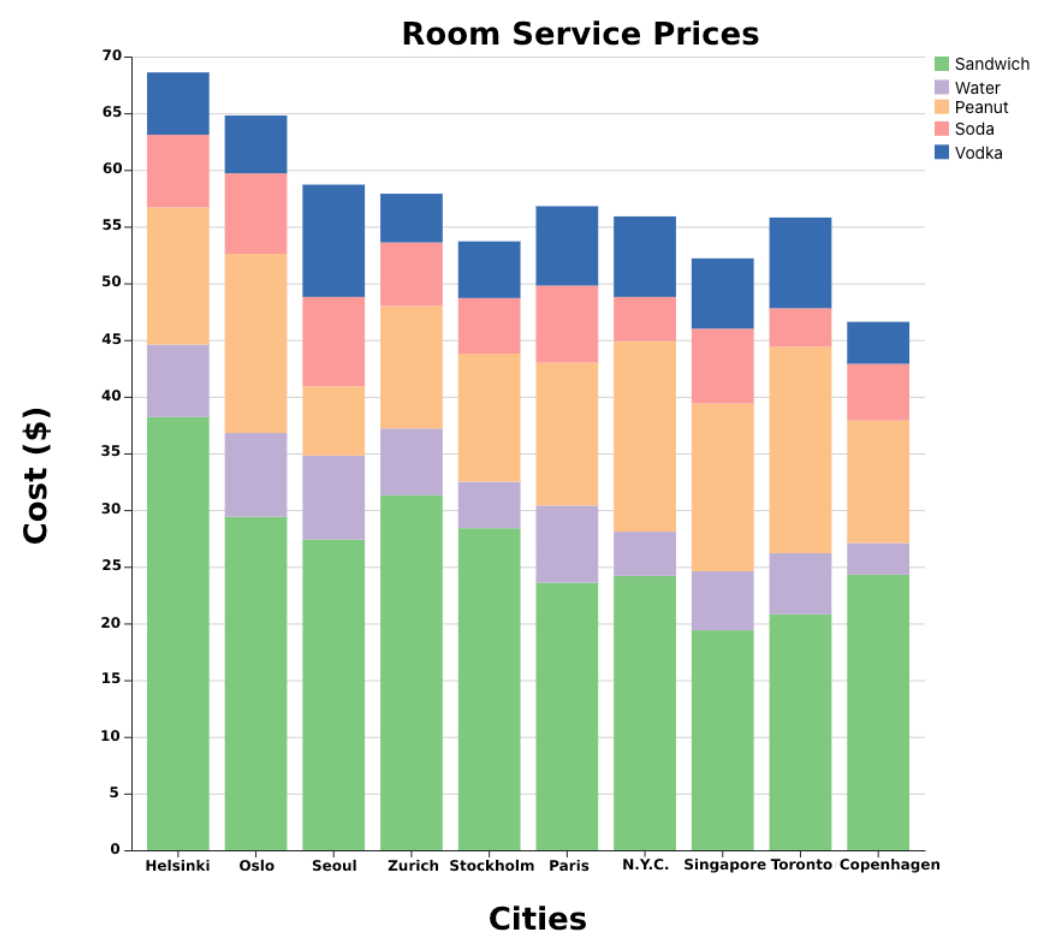 Room Service Prices
Sandwich
Water
Peanut
Soda
Vodka
70
65
60
55
50
45
40
35
30
25
20
15
10
5
0
Cost ($)
Helsinki Oslo Seoul Zurich Stockholm Paris N.Y.C. Singapore Toronto Copenhagen
Cities